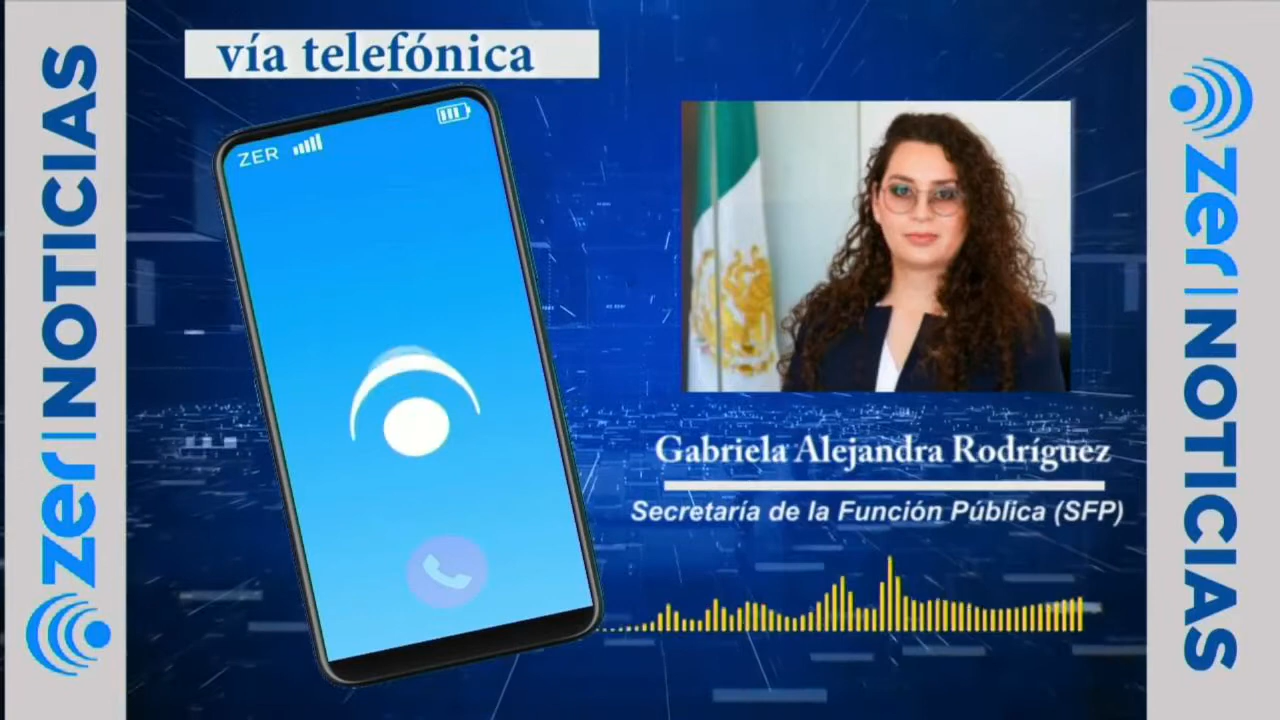 zer | NOTICIAS
vía telefónica
ZER
Gabriela Alejandra Rodríguez
Secretaría de la Función Pública (SFP)
zer | NOTICIAS